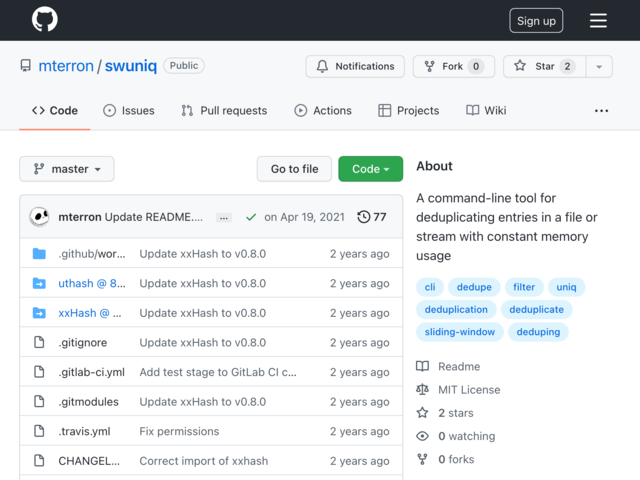 Sign up
mterron / swuniq Public
Notifications
Fork 0
Star 2
Code Issues Pull requests Actions Projects Wiki ...
master
Go to file
Code
mterron Update README.... ... on Apr 19, 2021 77
.github/wor... Update xxHash to v0.8.0 2 years ago
uthash @ 8... Update xxHash to v0.8.0 2 years ago
xxHash @ ... Update xxHash to v0.8.0 2 years ago
.gitignore Update xxHash to v0.8.0 2 years ago
.gitlab-ci.yml Add test stage to GitLab CI c... 2 years ago
.gitmodules Update xxHash to v0.8.0 2 years ago
.travis.yml Fix permissions 2 years ago
CHANGEL... Correct import of xxhash 2 years ago
About
A command-line tool for
deduplicating entries in a file or
stream with constant memory
usage
cli dedupe filter uniq
deduplication deduplicate
sliding-window deduping
Readme
MIT License
2 stars
0 watching
0 forks